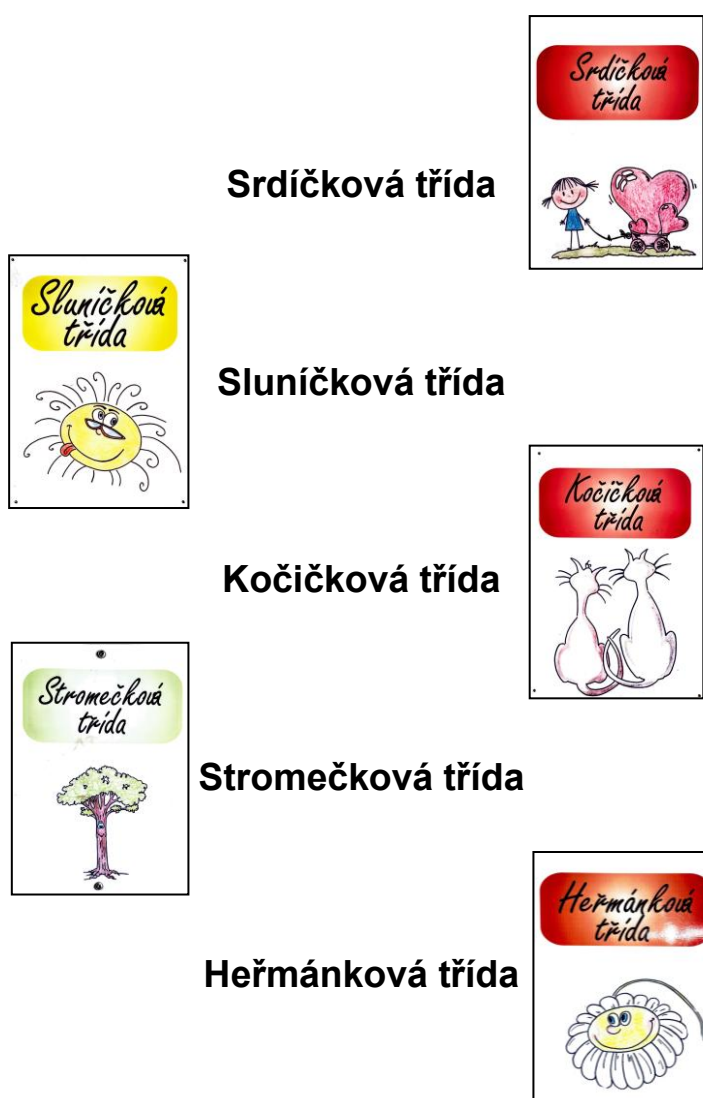 Srdíčková
třída
Srdíčková třída
Sluníčková
třída
Sluníčková třída
Kočičková
třída
Kočičková třída
Stromečková
třída
Stromečková třída
Heřmánková
třída
Heřmánková třída